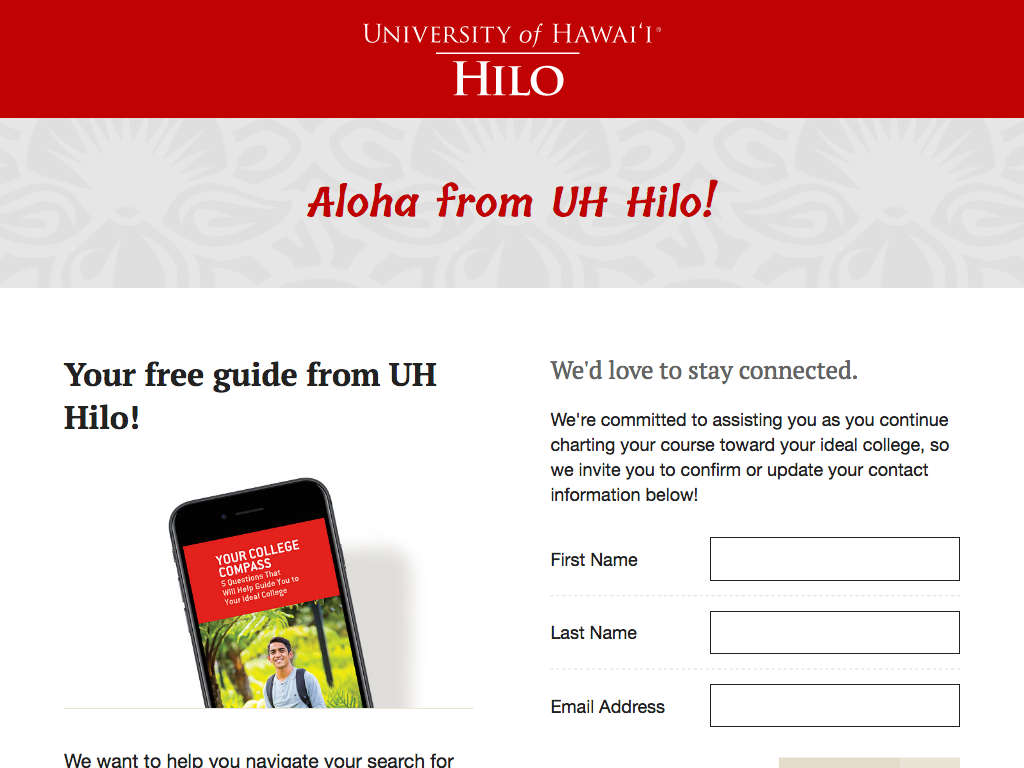 UNIVERSITY of HAWAIʻI®
HILO
Aloha from UH Hilo!
Your free guide from UH
Hilo!
YOUR COLLEGE
COMPASS
5 Questions That
Will Help Guide You to
Your Ideal College
We want to help you navigate your search for
We'd love to stay connected.
We're committed to assisting you as you continue
charting your course toward your ideal college, so
we invite you to confirm or update your contact
information below!
First Name
Last Name
Email Address